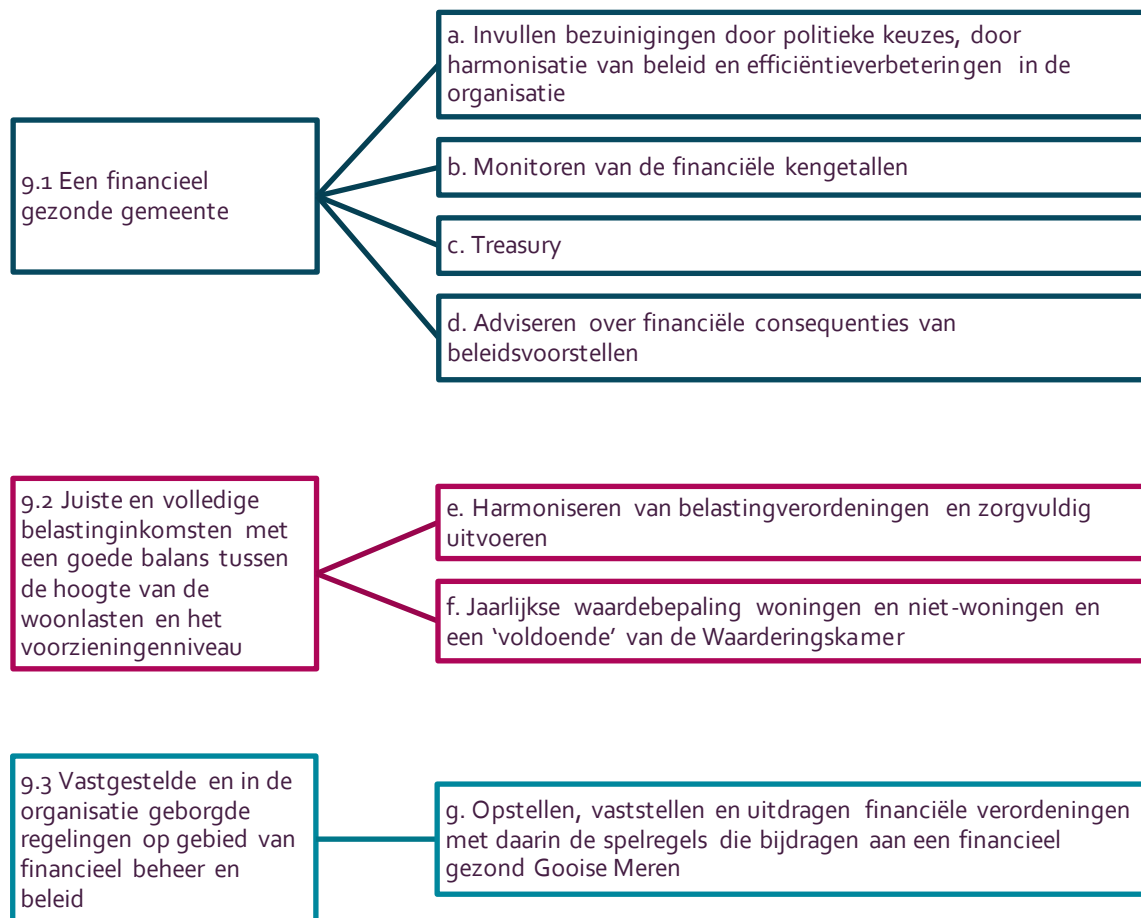 a. Invullen bezuinigingen door politieke keuzes, door
harmonisatie van beleid en efficiëntieverbeteringen in de
organisatie
9.1 Een financieel
gezonde gemeente
b. Monitoren van de financiële kengetallen
c. Treasury
d. Adviseren over financiële consequenties van
beleidsvoorstellen
9.2 Juiste en volledige
belastinginkomsten met
een goede balans tussen
de hoogte van de
woonlasten en het
voorzieningenniveau
e. Harmoniseren van belastingverordeningen en zorgvuldig
uitvoeren
f. Jaarlijkse waardebepaling woningen en niet-woningen en
een ‘voldoende’ van de Waarderingskamer
9.3 Vastgestelde en in de
organisatie geborgde
regelingen op gebied van
financieel beheer en
beleid
g. Opstellen, vaststellen en uitdragen financiële verordeningen
met daarin de spelregels die bijdragen aan een financieel
gezond Gooise Meren